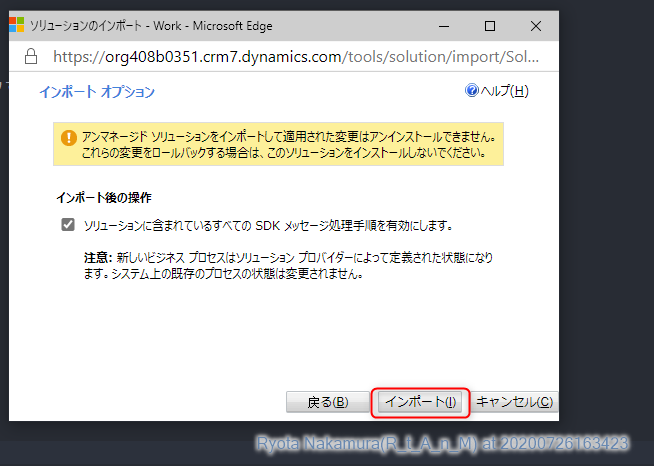 ソリューションのインポート - Work - Microsoft Edge
https://org408b0351.crm7.dynamics.com/tools/solution/import/Sol...
インポート オプション
ヘルプ(H)
アンマネージド ソリューションをインポートして適用された変更はアンインストールできません。
これらの変更をロールバックする場合は、このソリューションをインストールしないでください。
インポート後の操作
ソリューションに含まれているすべての SDK メッセージ処理手順を有効にします。
注意: 新しいビジネス プロセスはソリューション プロバイダーによって定義された状態になり
ます。システム上の既存のプロセスの状態は変更されません。
戻る(B) インポート(I) キャンセル(C)
Ryota Nakamura(R_t_A_n_M) at 20200726163423